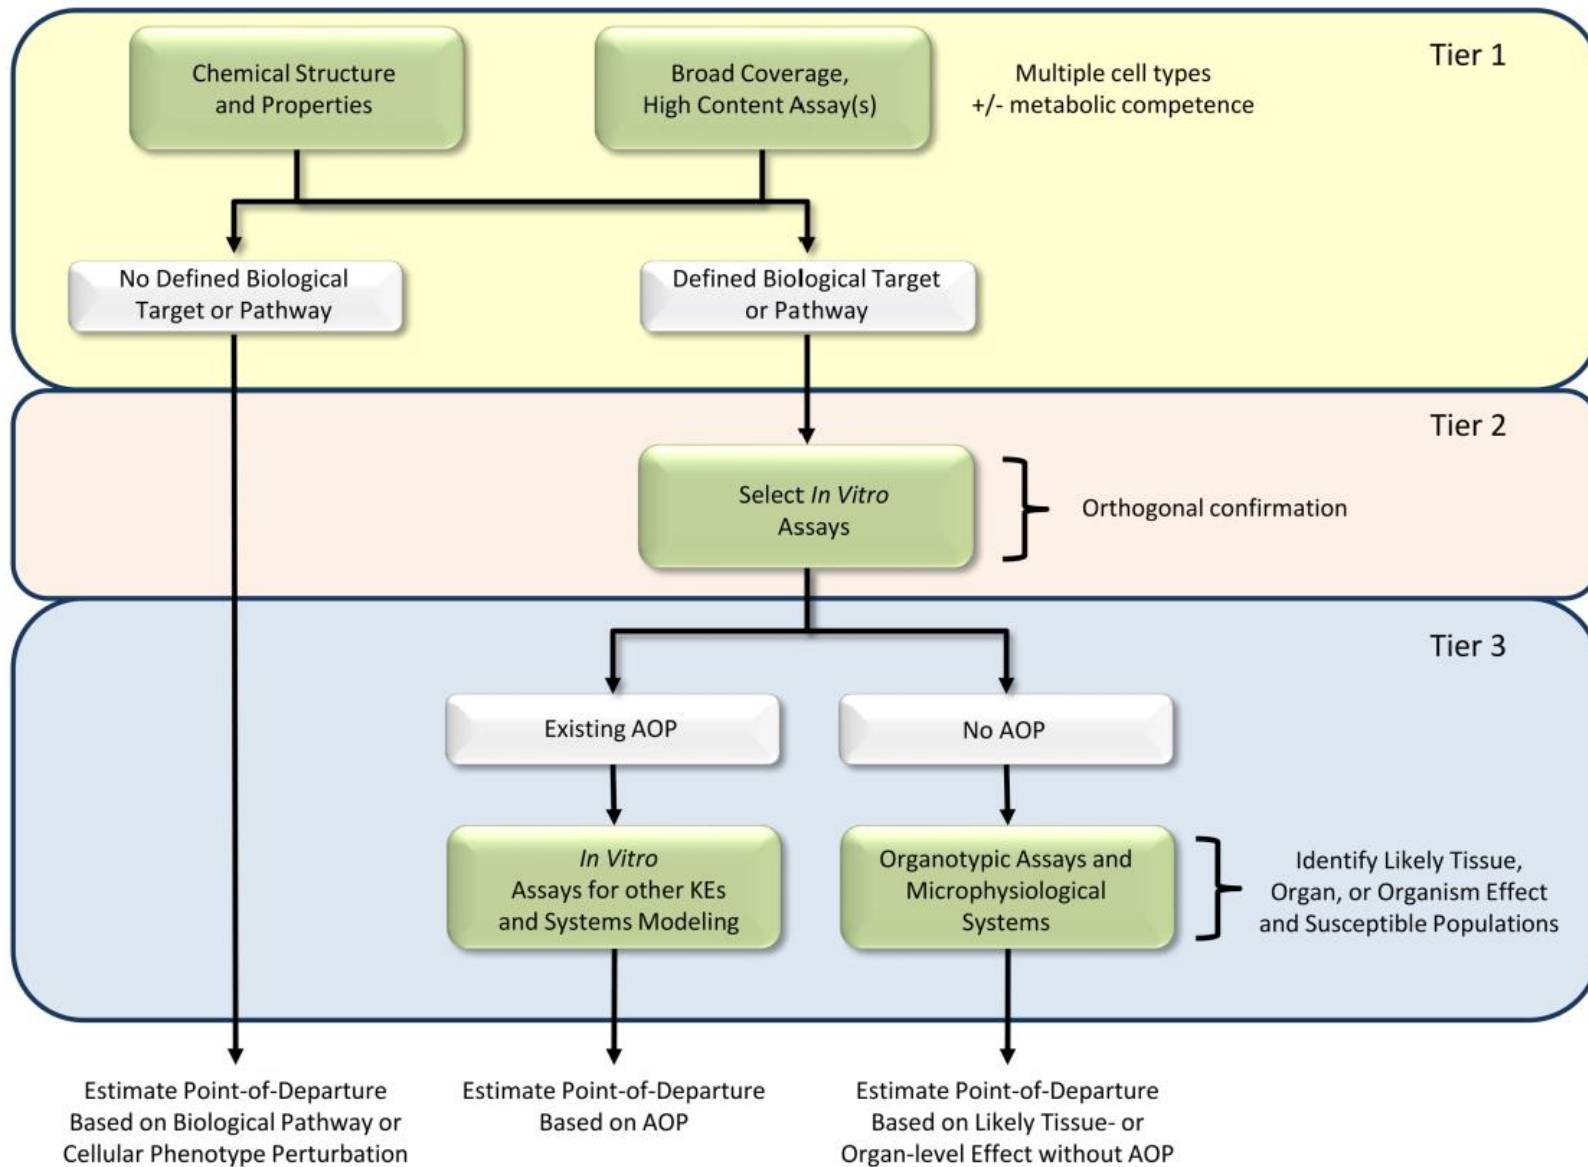 Tier 1
Chemical Structure
and Properties
Broad Coverage,
High Content Assay(s)
Multiple cell types
+/- metabolic competence
No Defined Biological
Target or Pathway
Defined Biological Target
or Pathway
Tier 2
Select In Vitro
Assays
Orthogonal confirmation
Tier 3
Existing AOP
No AOP
In Vitro
Assays for other KEs
and Systems Modeling
Organotypic Assays and
Microphysiological
Systems
Identify Likely Tissue,
Organ, or Organism Effect
and Susceptible Populations
Estimate Point-of-Departure
Based on Biological Pathway or
Cellular Phenotype Perturbation
Estimate Point-of-Departure
Based on AOP
Estimate Point-of-Departure
Based on Likely Tissue- or
Organ-level Effect without AOP